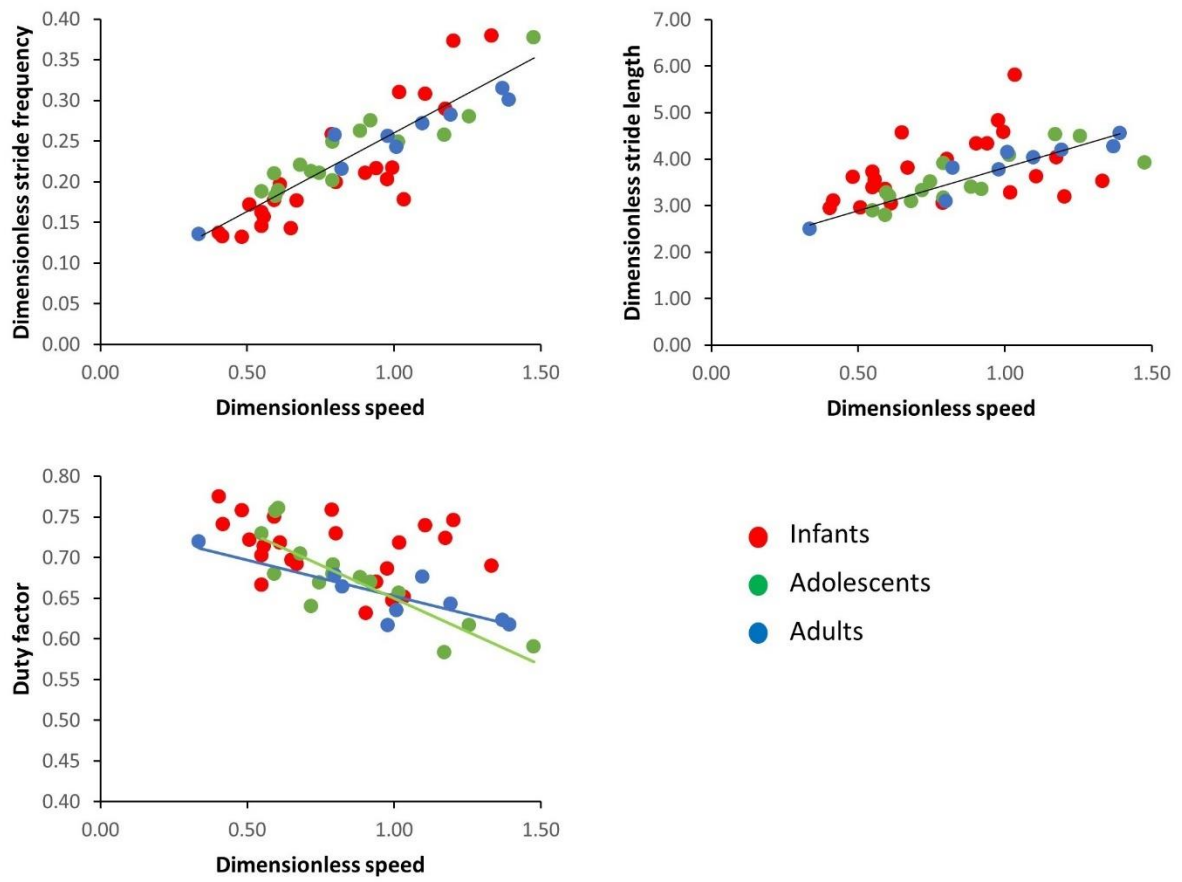 Dimensionless stride frequency
0.40
0.35
0.30
0.25
0.20
0.15
0.10
0.05
0.00
0.00 0.50 1.00 1.50
Dimensionless speed
Dimensionless stride length
7.00
6.00
5.00
4.00
3.00
2.00
1.00
0.00
0.00 0.50 1.00 1.50
Dimensionless speed
Duty factor
0.80
0.75
0.70
0.65
0.60
0.55
0.50
0.45
0.40
0.00 0.50 1.00 1.50
Dimensionless speed
Infants
Adolescents
Adults